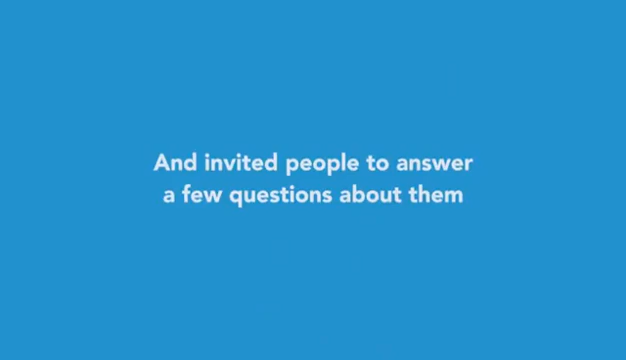 And invited people to answer
a few questions about them